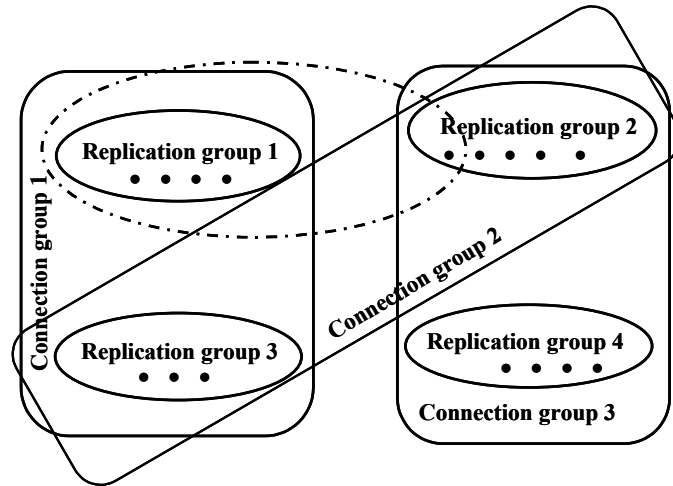 Replication group 1
Replication group 2
Connection group 1
Connection group 2
Replication group 3
Replication group 4
Connection group 3